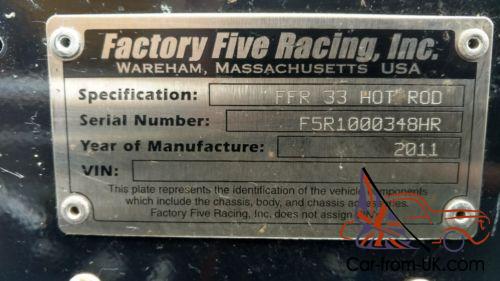 Factory Five Racing, Inc.
WAREHAM, MASSACHUSETTS USA
Specification: FFR 33 HOT ROD
Serial Number: F5R1000348HR
Year of Manufacture: 2011
VIN:
This plate represents the identification of the vehicle components
which include the chassis, body, and chassis accessories.
Factory Five Racing, Inc. does not assign
Car-from-UK.com